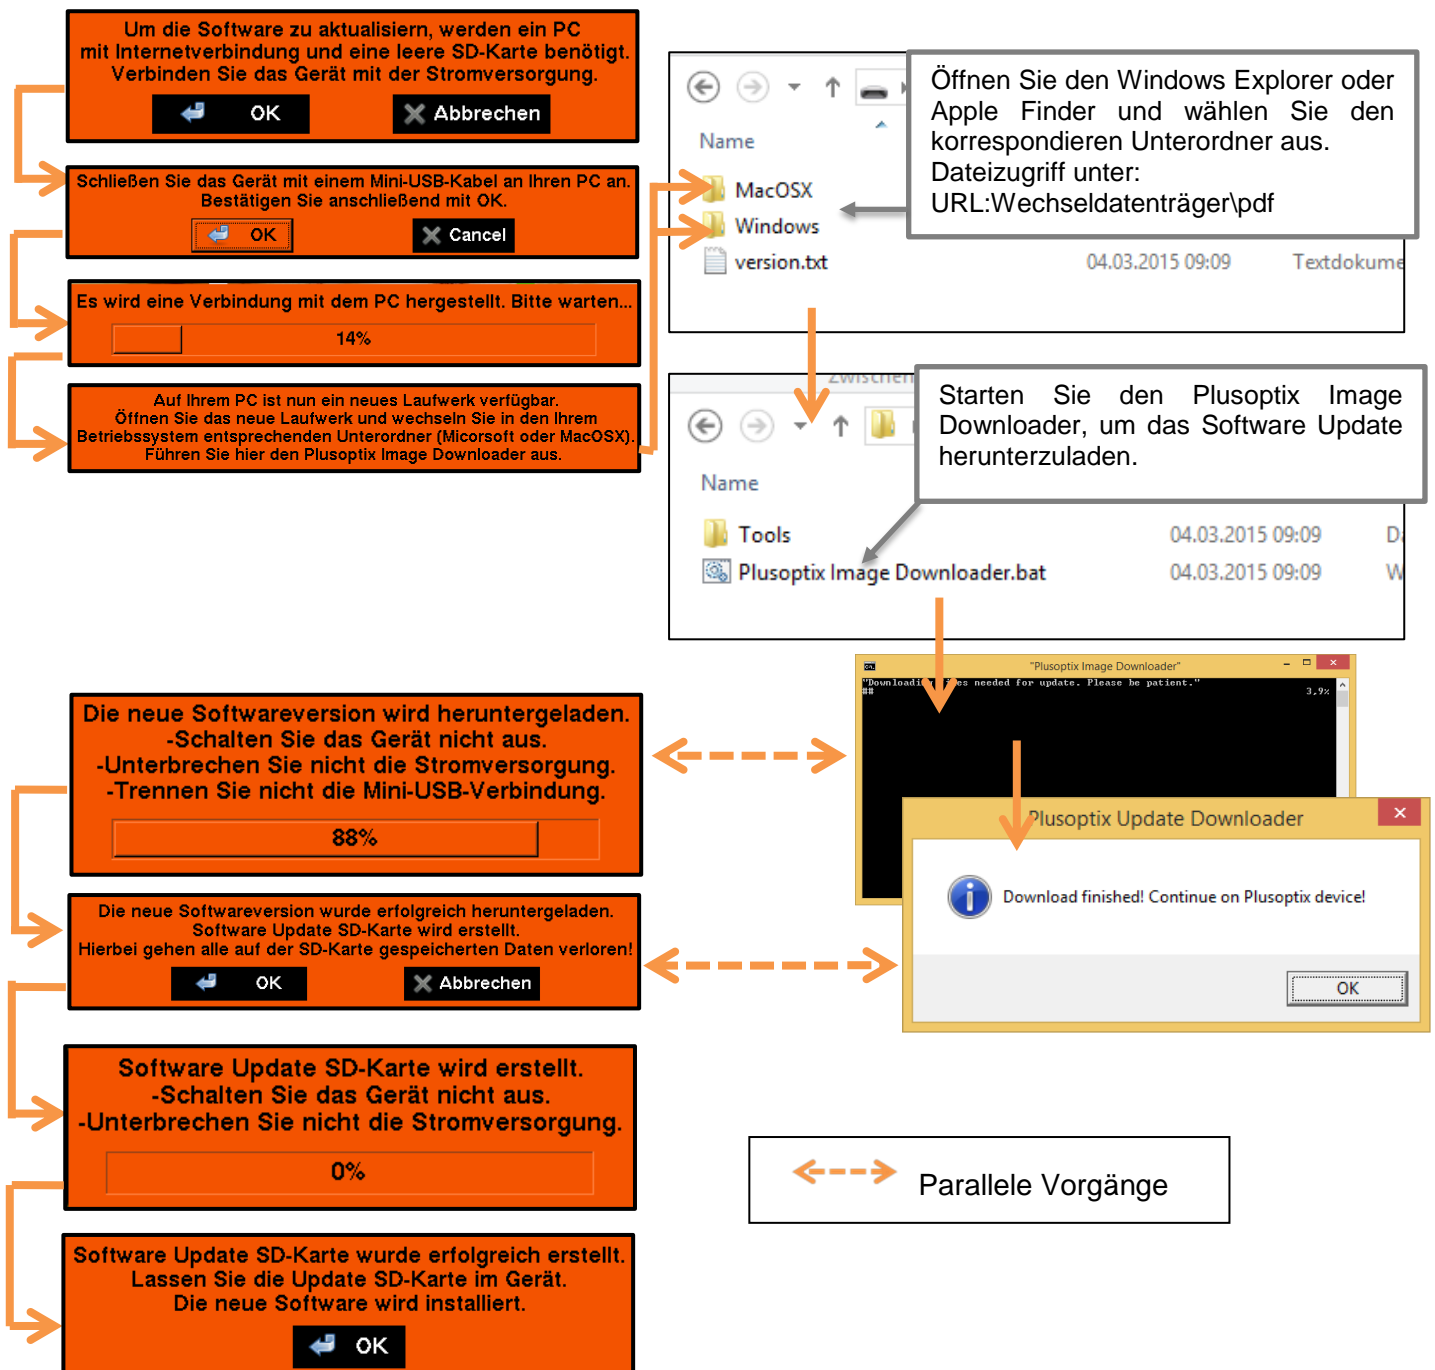 Um die Software zu aktualisiern, werden ein PC
mit Internetverbindung und eine leere SD-Karte benötigt.
Verbinden Sie das Gerät mit der Stromversorgung.
OK
Abbrechen
Schließen Sie das Gerät mit einem Mini-USB-Kabel an Ihren PC an.
Bestätigen Sie anschließend mit OK.
OK
Cancel
Es wird eine Verbindung mit dem PC hergestellt. Bitte warten...
14%
Auf Ihrem PC ist nun ein neues Laufwerk verfügbar.
Öffnen Sie das neue Laufwerk und wechseln Sie in den Ihrem
Betriebssystem entsprechenden Unterordner (Micorsoft oder MacOSX).
Führen Sie hier den Plusoptix Image Downloader aus.
Name
MacOSX
Windows
version.txt
04.03.2015 09:09
Textdokume
Öffnen Sie den Windows Explorer oder
Apple Finder und wählen Sie den
korrespondieren Unterordner aus.
Dateizugriff unter:
URL:Wechseldatenträger\pdf
Zwischen
Starten Sie den Plusoptix Image
Downloader, um das Software Update
herunterzuladen.
Name
Tools
04.03.2015 09:09
Plusoptix Image Downloader.bat
04.03.2015 09:09
W
"Plusoptix Image Downloader"
needed for update. Please be patient."
## 3,9%
Die neue Softwareversion wird heruntergeladen.
-Schalten Sie das Gerät nicht aus.
-Unterbrechen Sie nicht die Stromversorgung.
-Trennen Sie nicht die Mini-USB-Verbindung.
88%
Plusoptix Update Downloader
Download finished! Continue on Plusoptix device!
OK
Die neue Softwareversion wurde erfolgreich heruntergeladen.
Software Update SD-Karte wird erstellt.
Hierbei gehen alle auf der SD-Karte gespeicherten Daten verloren!
OK
Abbrechen
Software Update SD-Karte wird erstellt.
-Schalten Sie das Gerät nicht aus.
-Unterbrechen Sie nicht die Stromversorgung.
0%
Parallele Vorgänge
Software Update SD-Karte wurde erfolgreich erstellt.
Lassen Sie die Update SD-Karte im Gerät.
Die neue Software wird installiert.
OK